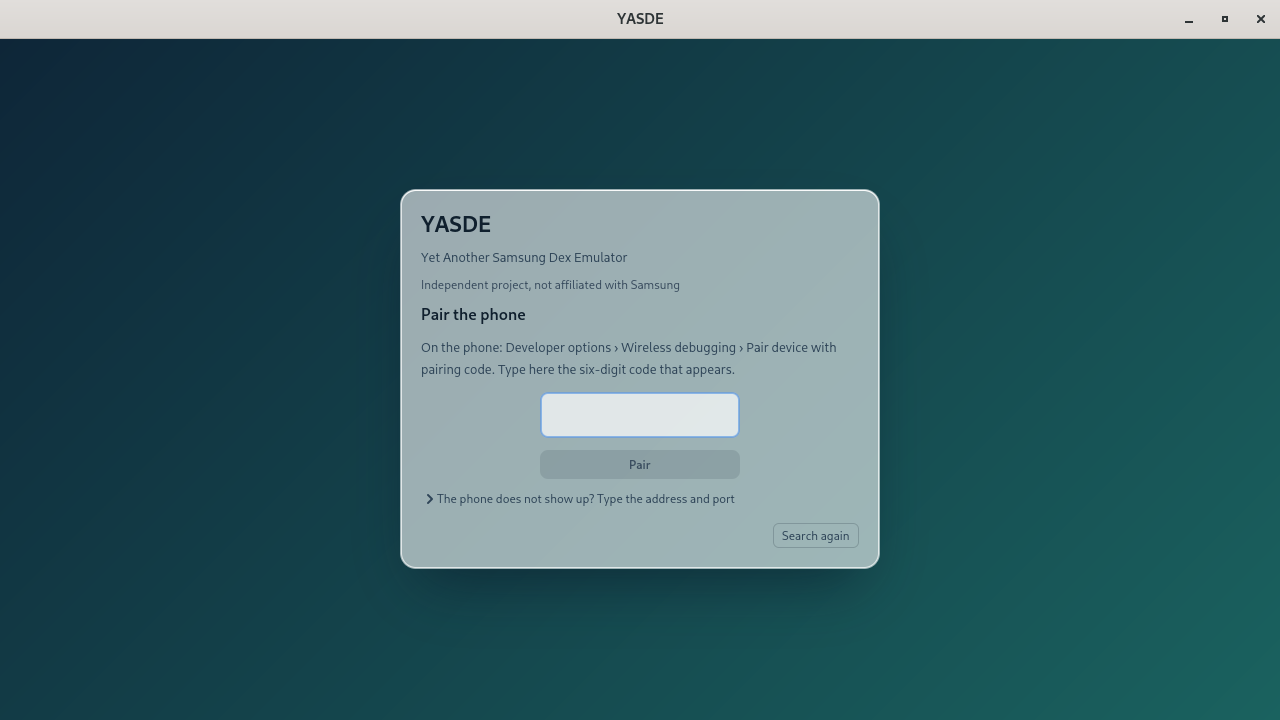 YASDE
YASDE
Yet Another Samsung Dex Emulator
Independent project, not affiliated with Samsung
Pair the phone
On the phone: Developer options › Wireless debugging › Pair device with
pairing code. Type here the six-digit code that appears.
Pair
The phone does not show up? Type the address and port
Search again